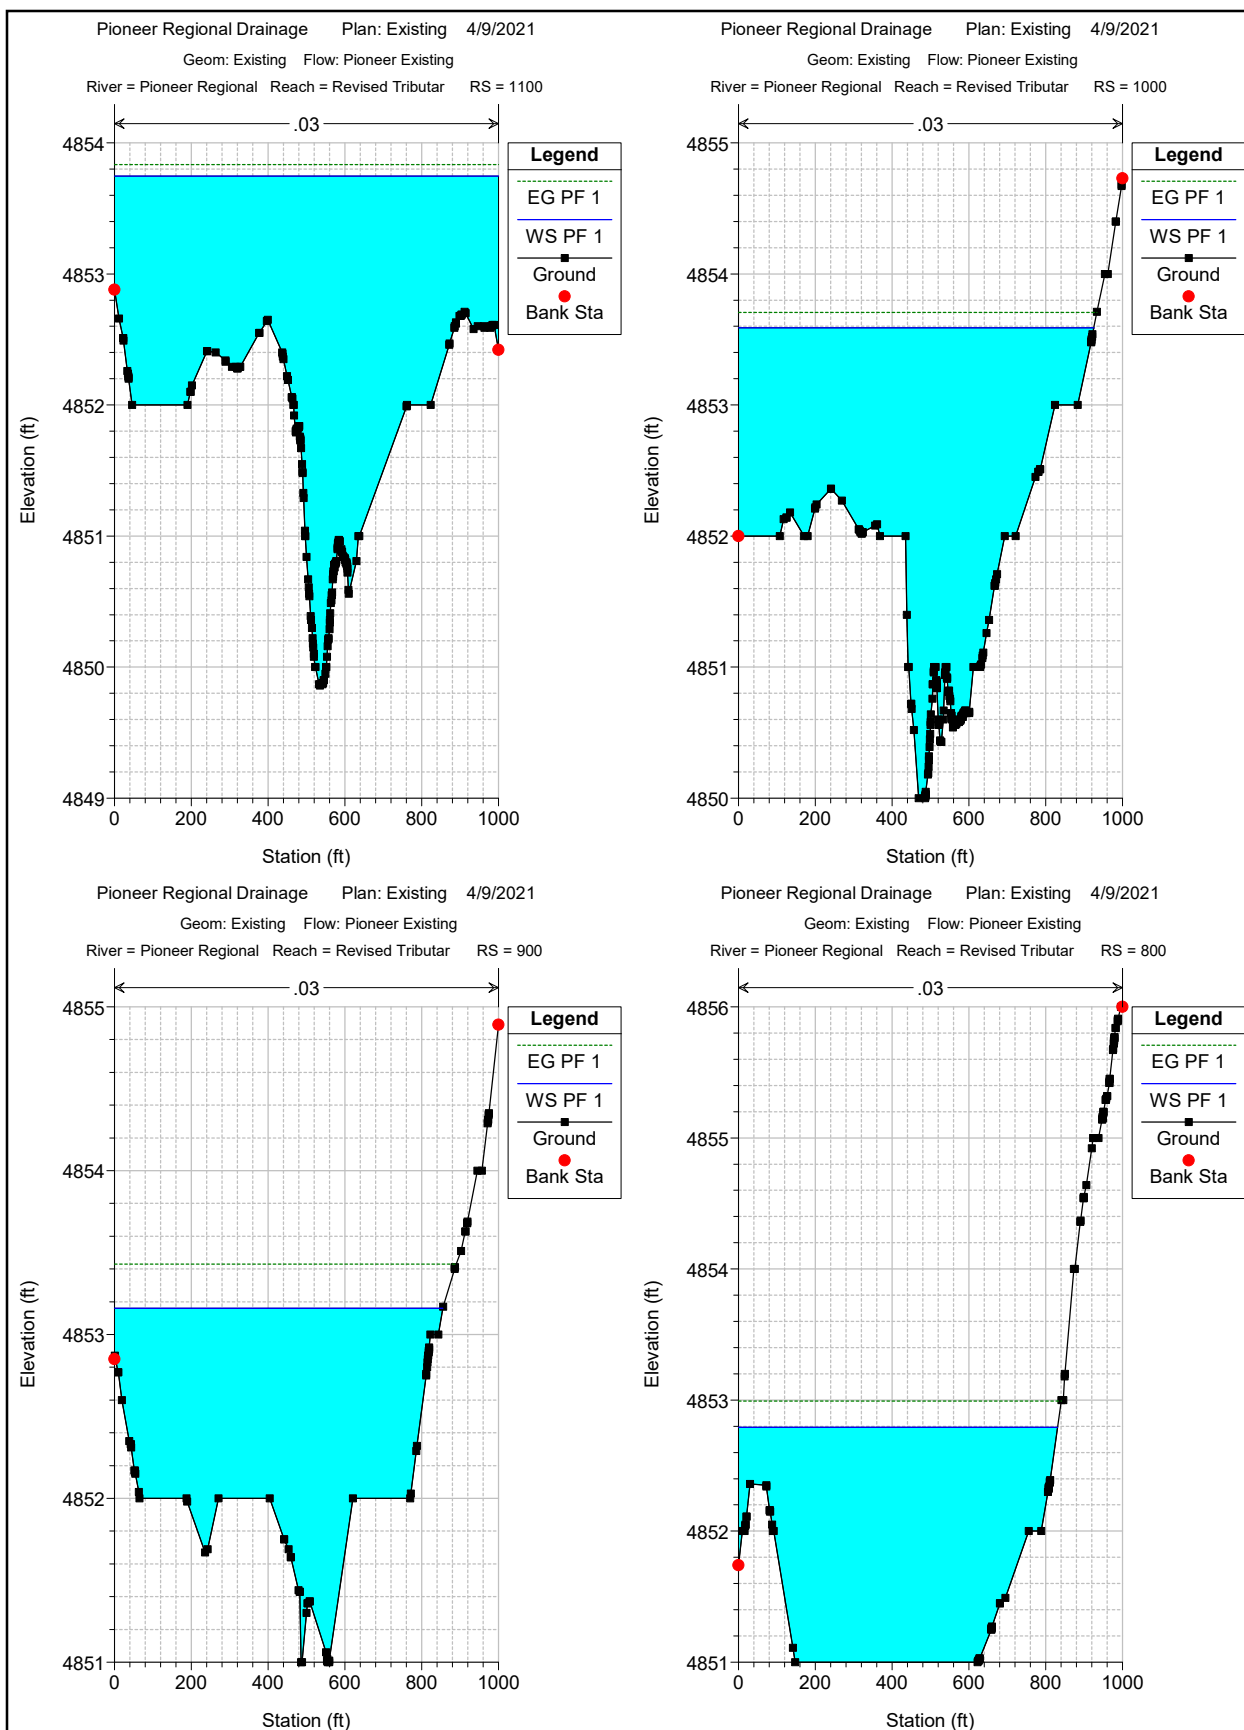 Pioneer Regional Drainage Plan: Existing 4/9/2021
Geom: Existing Flow: Pioneer Existing
River = Pioneer Regional Reach = Revised Tributar RS = 1100
.03
4854
4853
4852
4851
4850
4849
0 200 400 600 800 1000
Station (ft)
Elevation (ft)
Legend
EG PF 1
WS PF 1
Ground
Bank Sta
Pioneer Regional Drainage Plan: Existing 4/9/2021
Geom: Existing Flow: Pioneer Existing
River = Pioneer Regional Reach = Revised Tributar RS = 1000
.03
4855
4854
4853
4852
4851
4850
0 200 400 600 800 1000
Station (ft)
Elevation (ft)
Legend
EG PF 1
WS PF 1
Ground
Bank Sta
Pioneer Regional Drainage Plan: Existing 4/9/2021
Geom: Existing Flow: Pioneer Existing
River = Pioneer Regional Reach = Revised Tributar RS = 900
.03
4855
4854
4853
4852
4851
0 200 400 600 800 1000
Station (ft)
Elevation (ft)
Legend
EG PF 1
WS PF 1
Ground
Bank Sta
Pioneer Regional Drainage Plan: Existing 4/9/2021
Geom: Existing Flow: Pioneer Existing
River = Pioneer Regional Reach = Revised Tributar RS = 800
.03
4856
4855
4854
4853
4852
4851
0 200 400 600 800 1000
Station (ft)
Elevation (ft)
Legend
EG PF 1
WS PF 1
Ground
Bank Sta